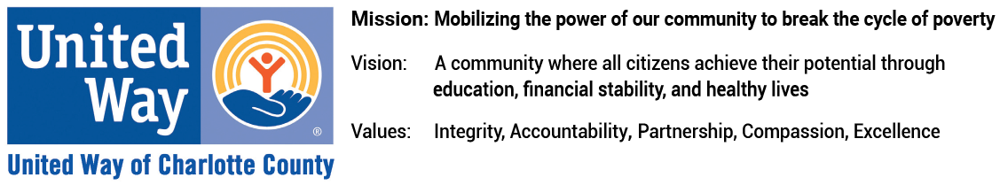 United
Way
®
United Way of Charlotte County
Mission: Mobilizing the power of our community to break the cycle of poverty
Vision: A community where all citizens achieve their potential through
education, financial stability, and healthy lives
Values: Integrity, Accountability, Partnership, Compassion, Excellence